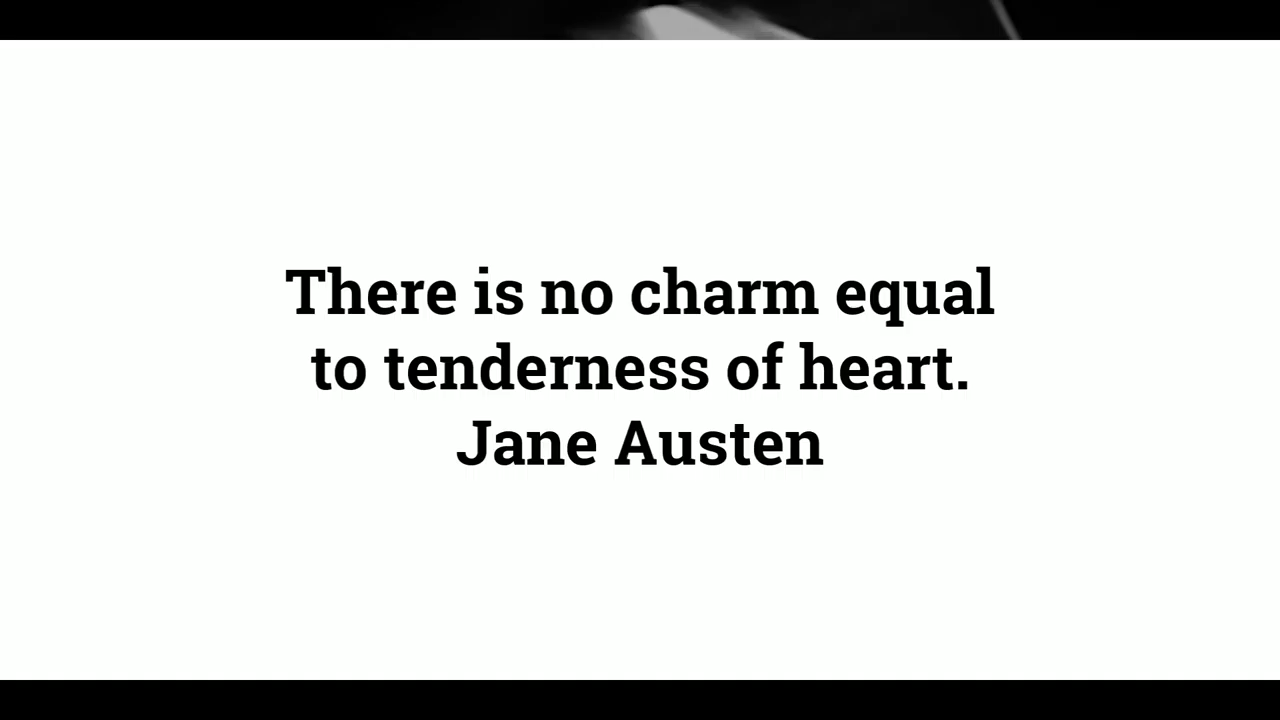 There is no charm equal
to tenderness of heart.
Jane Austen